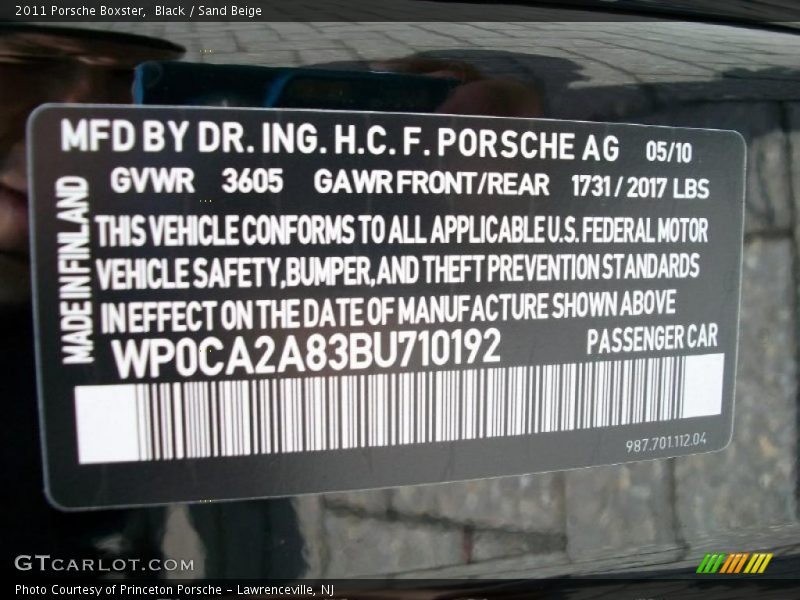 2011 Porsche Boxster,  Black / Sand Beige
MFD BY DR. ING. H.C. F. PORSCHE AG 05/10
GVWR 3605 GAWR FRONT/REAR 1731 / 2017 LBS
MADE IN FINLAND
THIS VEHICLE CONFORMS TO ALL APPLICABLE U.S. FEDERAL MOTOR
VEHICLE SAFETY, BUMPER, AND THEFT PREVENTION STANDARDS
IN EFFECT ON THE DATE OF MANUFACTURE SHOWN ABOVE
WP0CA2A83BU710192 PASSENGER CAR
987.701.112.04
GTCARLOT.COM
Photo Courtesy of Princeton Porsche - Lawrenceville, NJ